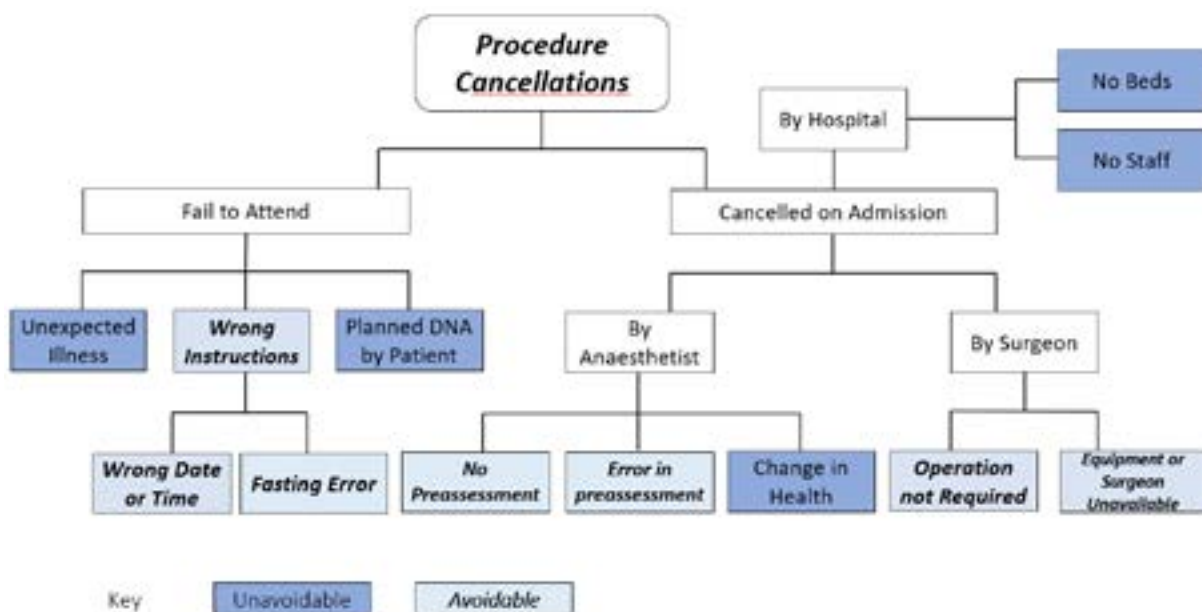 Procedure
Cancellations
No Beds
By Hospital
No Staff
Fail to Attend
Cancelled on Admission
Unexpected
Illness
Wrong
Instructions
Planned DNA
by Patient
By
Anaesthetist
By Surgeon
Wrong Date
or Time
Fasting Error
No
Preassessment
Error in
preassessment
Change in
Health
Operation
not Required
Equipment or
Surgeon
Unavailable
Key
Unavoidable
Avoidable